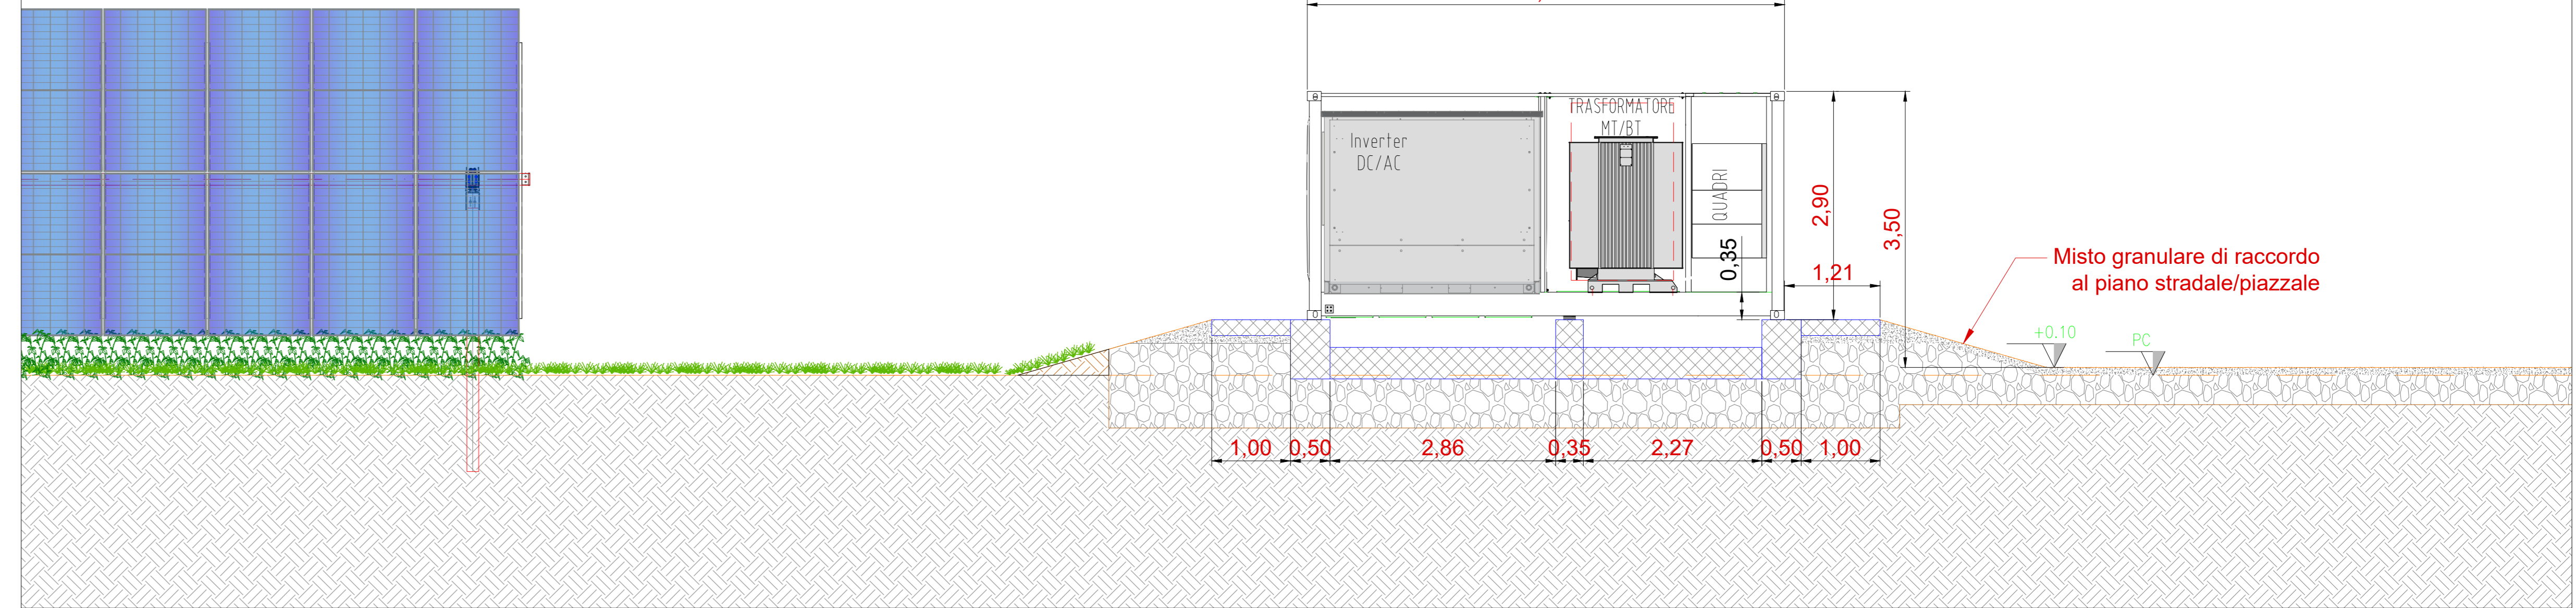 Inverter
DC/AC
TRASFORMATORE
MT/BT
QUADRI
0,35
2,90
3,50
1,21
Misto granulare di raccordo
al piano stradale/piazzale
+0.10
PC
1,00 0,50 2,86 0,35 2,27 0,50 1,00